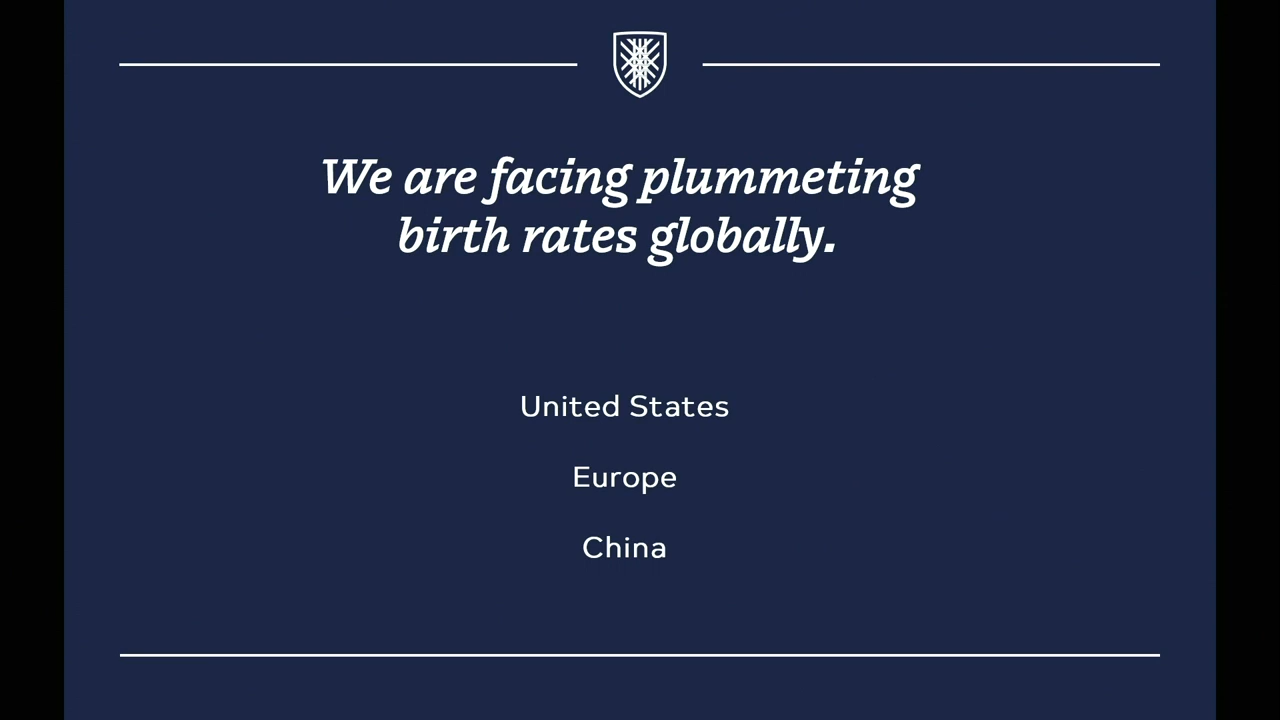 We are facing plummeting
birth rates globally.
United States
Europe
China